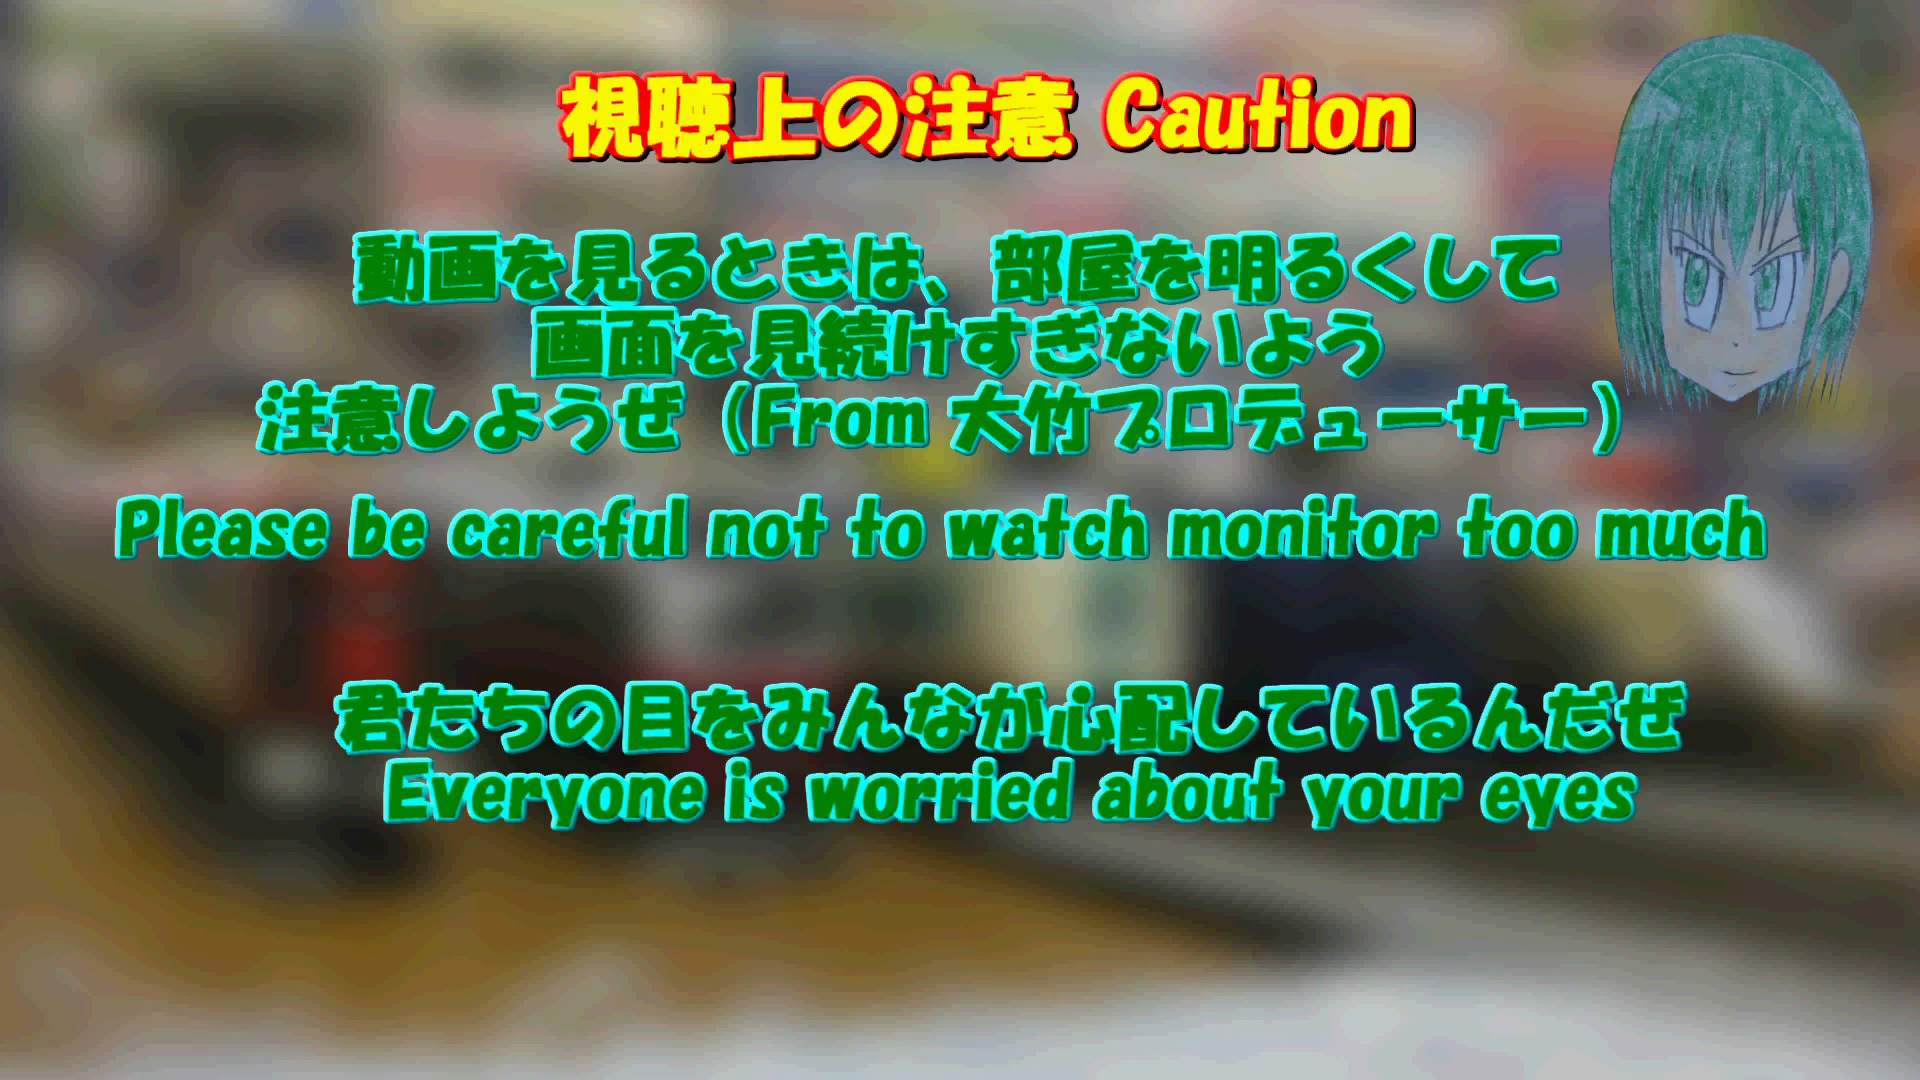 視聴上の注意 Caution
動画を見るときは、部屋を明るくして
画面を見続けすぎないよう
注意しようぜ（From 大竹プロデューサー）
Please be careful not to watch monitor too much
君たちの目をみんなが心配しているんだぜ
Everyone is worried about your eyes